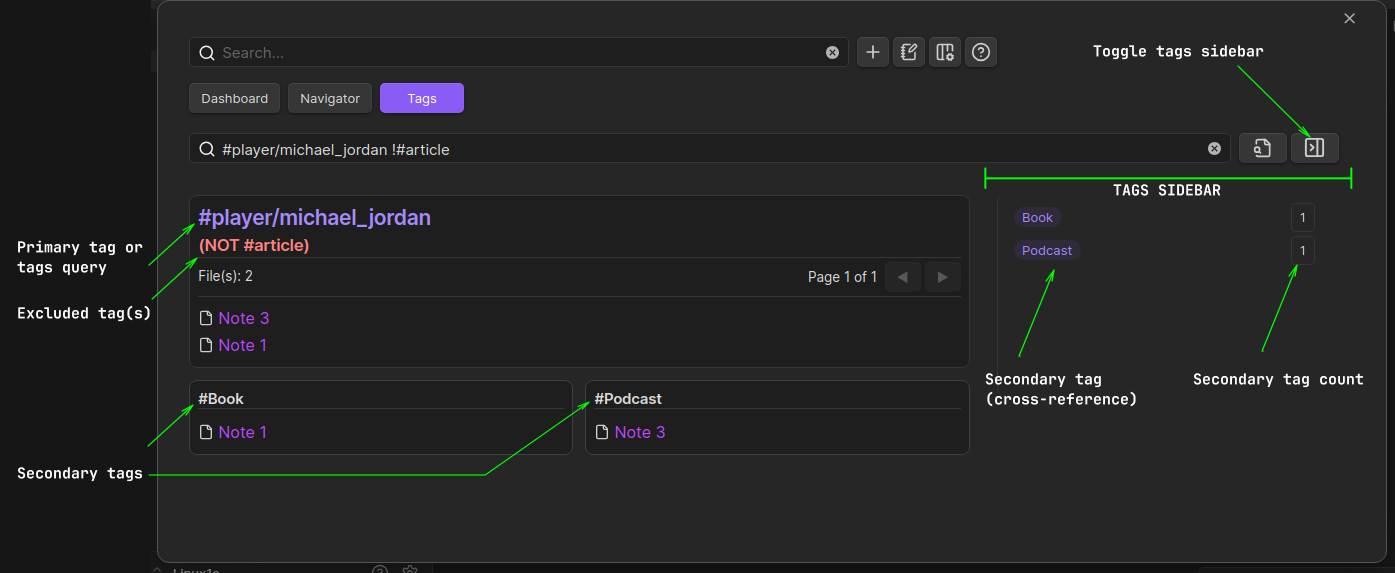 Search...
Toggle tags sidebar
Dashboard
Navigator
Tags
#player/michael_jordan !#article
TAGS SIDEBAR
#player/michael_jordan
(NOT #article)
Primary tag or
tags query
Excluded tag(s)
File(s): 2
Page 1 of 1
Note 3
Note 1
Book
1
Podcast
1
Secondary tag
(cross-reference)
Secondary tag count
#Book
Note 1
#Podcast
Note 3
Secondary tags